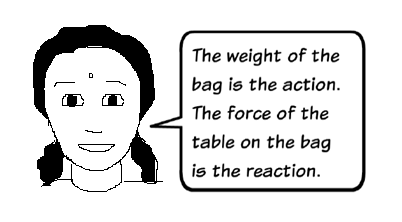 The weight of the
bag is the action.
The force of the
table on the bag
is the reaction.